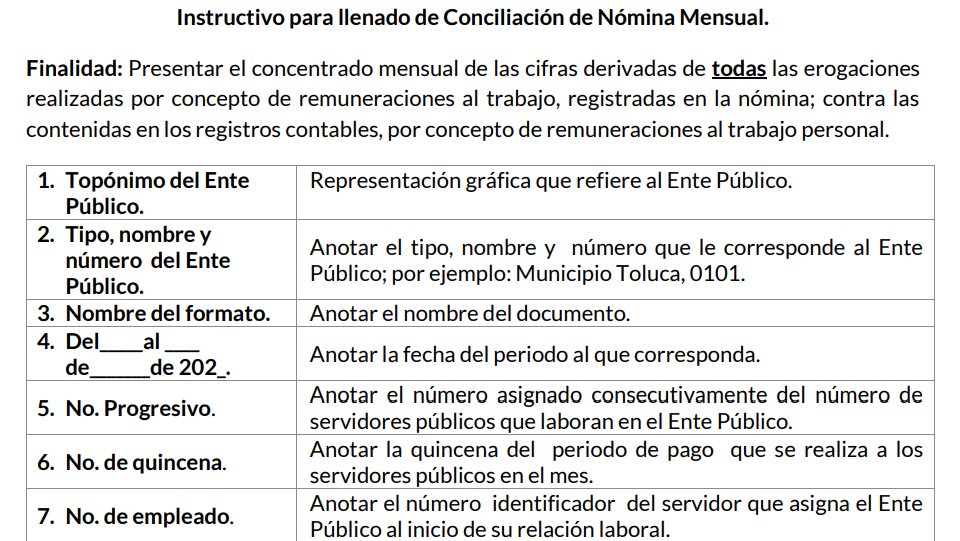 Instructivo para llenado de Conciliación de Nómina Mensual.
Finalidad: Presentar el concentrado mensual de las cifras derivadas de todas las erogaciones
realizadas por concepto de remuneraciones al trabajo, registradas en la nómina; contra las
contenidas en los registros contables, por concepto de remuneraciones al trabajo personal.
1. Topónimo del Ente
Público.
Representación gráfica que refiere al Ente Público.
2. Tipo, nombre y
número del Ente
Público.
Anotar el tipo, nombre y número que le corresponde al Ente
Público; por ejemplo: Municipio Toluca, 0101.
3. Nombre del formato.
Anotar el nombre del documento.
4. Del____al ___
de______de 202_.
Anotar la fecha del periodo al que corresponda.
5. No. Progresivo.
Anotar el número asignado consecutivamente del número de
servidores públicos que laboran en el Ente Público.
6. No. de quincena.
Anotar la quincena del periodo de pago que se realiza a los
servidores públicos en el mes.
7. No. de empleado.
Anotar el número identificador del servidor que asigna el Ente
Público al inicio de su relación laboral.